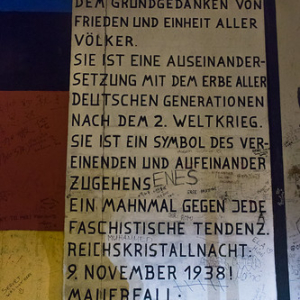 DEM GRUNDGEDANKEN VON
FRIEDEN UND EINHEIT ALLER
VÖLKER.
SIE IST EINE AUSEINANDER-
SETZUNG MIT DEM ERBE ALLER
DEUTSCHEN GENERATIONEN
NACH DEM 2. WELTKRIEG.
SIE IST EIN SYMBOL DES VER-
EINENDEN UND AUFEINANDER
ZUGEHENS
ENES
EIN MAHNMAL GEGEN JEDE
FASCHISTISCHE TENDENZ.
REICHSKRISTALLNACHT:
9. NOVEMBER 1938!
MAUERFALL: